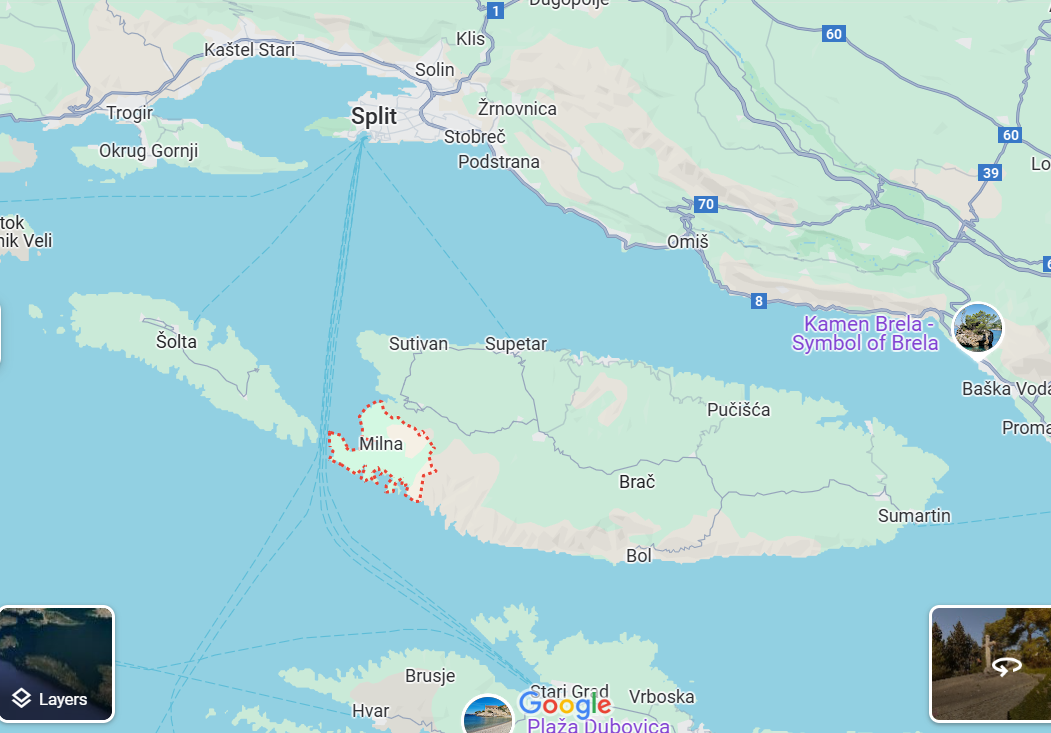 Dugopolje
1
60
Klis
Kaštel Stari
Solin
Trogir
Split
Žrnovnica
Stobreč
60
Okrug Gornji
Podstrana
39
Lo
70
tok
nik Veli
Omiš
6
8
Kamen Brela -
Symbol of Brela
Šolta
Sutivan
Supetar
Baška Voda
Pučišća
Proma
Milna
Brač
Sumartin
Bol
Brusje
Stari Grad
Vrboska
Layers
Hvar
Google
Plaža Dubovica